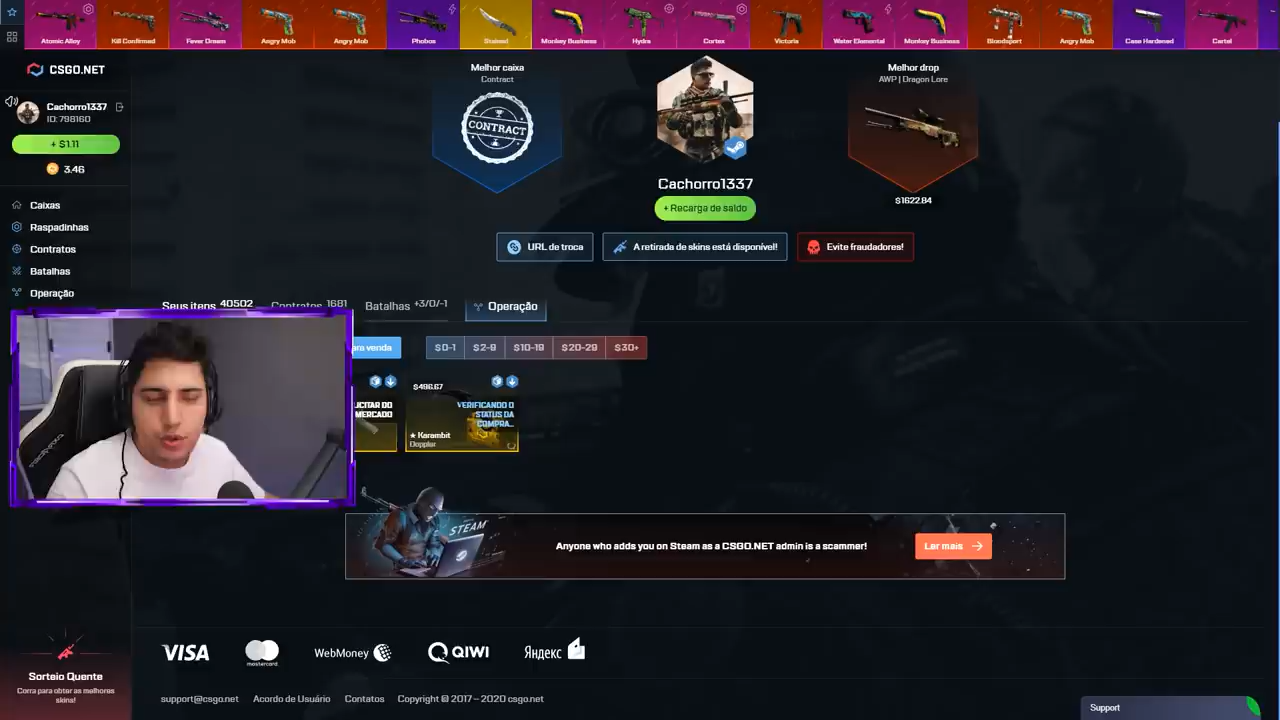 Atomic Alloy
Kill Confirmed
Fever Dream
Angry Mob
Angry Mob
Phobos
Stained
Monkey Business
Hydra
Cortex
Victoria
Water Elemental
Monkey Business
Bloodsport
Angry Mob
Case Hardened
Cartel
CSGO.NET
Cachorro1337
ID: 798160
+ $1.11
3.46
Caixas
Raspadinhas
Contratos
Batalhas
Operação
Melhor caixa
Contract
CONTRACT
Cachorro1337
+ Recarga de saldo
Melhor drop
AWP | Dragon Lore
$1622.84
URL de troca
A retirada de skins está disponível!
Evite fraudadores!
Seus itens 40502
Contratos 1681
Batalhas +3/0/-1
Operação
ara venda
$0-1
$2-9
$10-19
$20-29
$30+
LICITAR DO
MERCADO
$496.67
VERIFICANDO O
STATUS DA
COMPRA...
★ Karambit
Doppler
STEAM
Anyone who adds you on Steam as a CSGO.NET admin is a scammer!
Ler mais
VISA
mastercard
WebMoney
QIWI
Яндекс
Sorteio Quente
Corra para obter as melhores
skins!
support@csgo.net
Acordo de Usuário
Contatos
Copyright © 2017 – 2020 csgo.net
Support